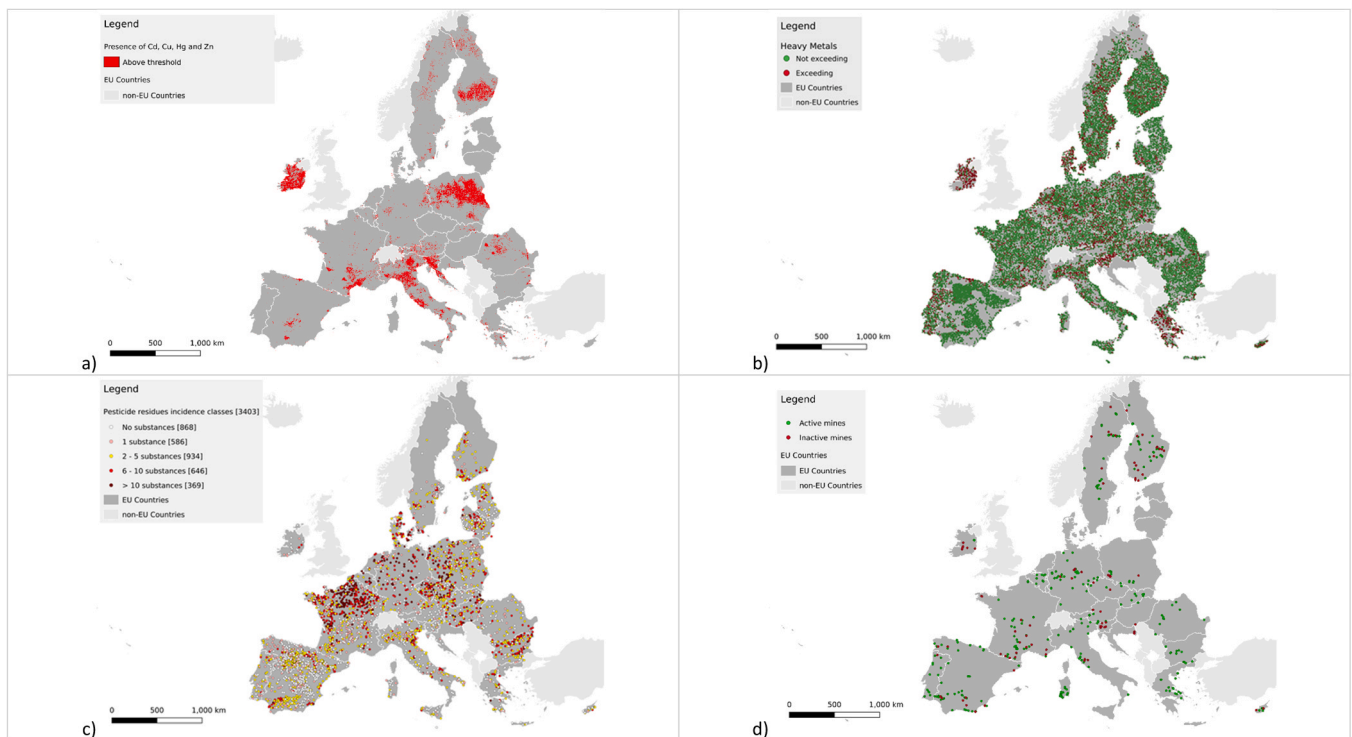 Legend
Presence of Cd, Cu, Hg and Zn
Above threshold
EU Countries
non-EU Countries
0 500 1,000 km
a)
Legend
Heavy Metals
Not exceeding
Exceeding
EU Countries
non-EU Countries
0 500 1,000 km
b)
Legend
Pesticide residues incidence classes [3403]
No substances [868]
1 substance [586]
2 - 5 substances [934]
6 - 10 substances [646]
> 10 substances [369]
EU Countries
non-EU Countries
0 500 1,000 km
c)
Legend
Active mines
Inactive mines
EU Countries
EU Countries
non-EU Countries
0 500 1,000 km
d)